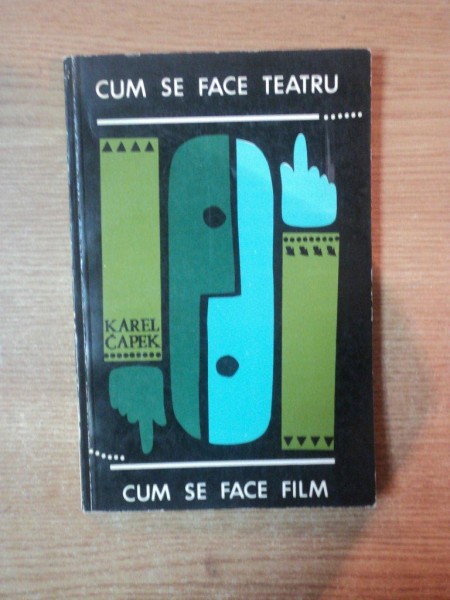 CUM SE FACE TEATRU
KAREL
ČAPEK
CUM SE FACE FILM